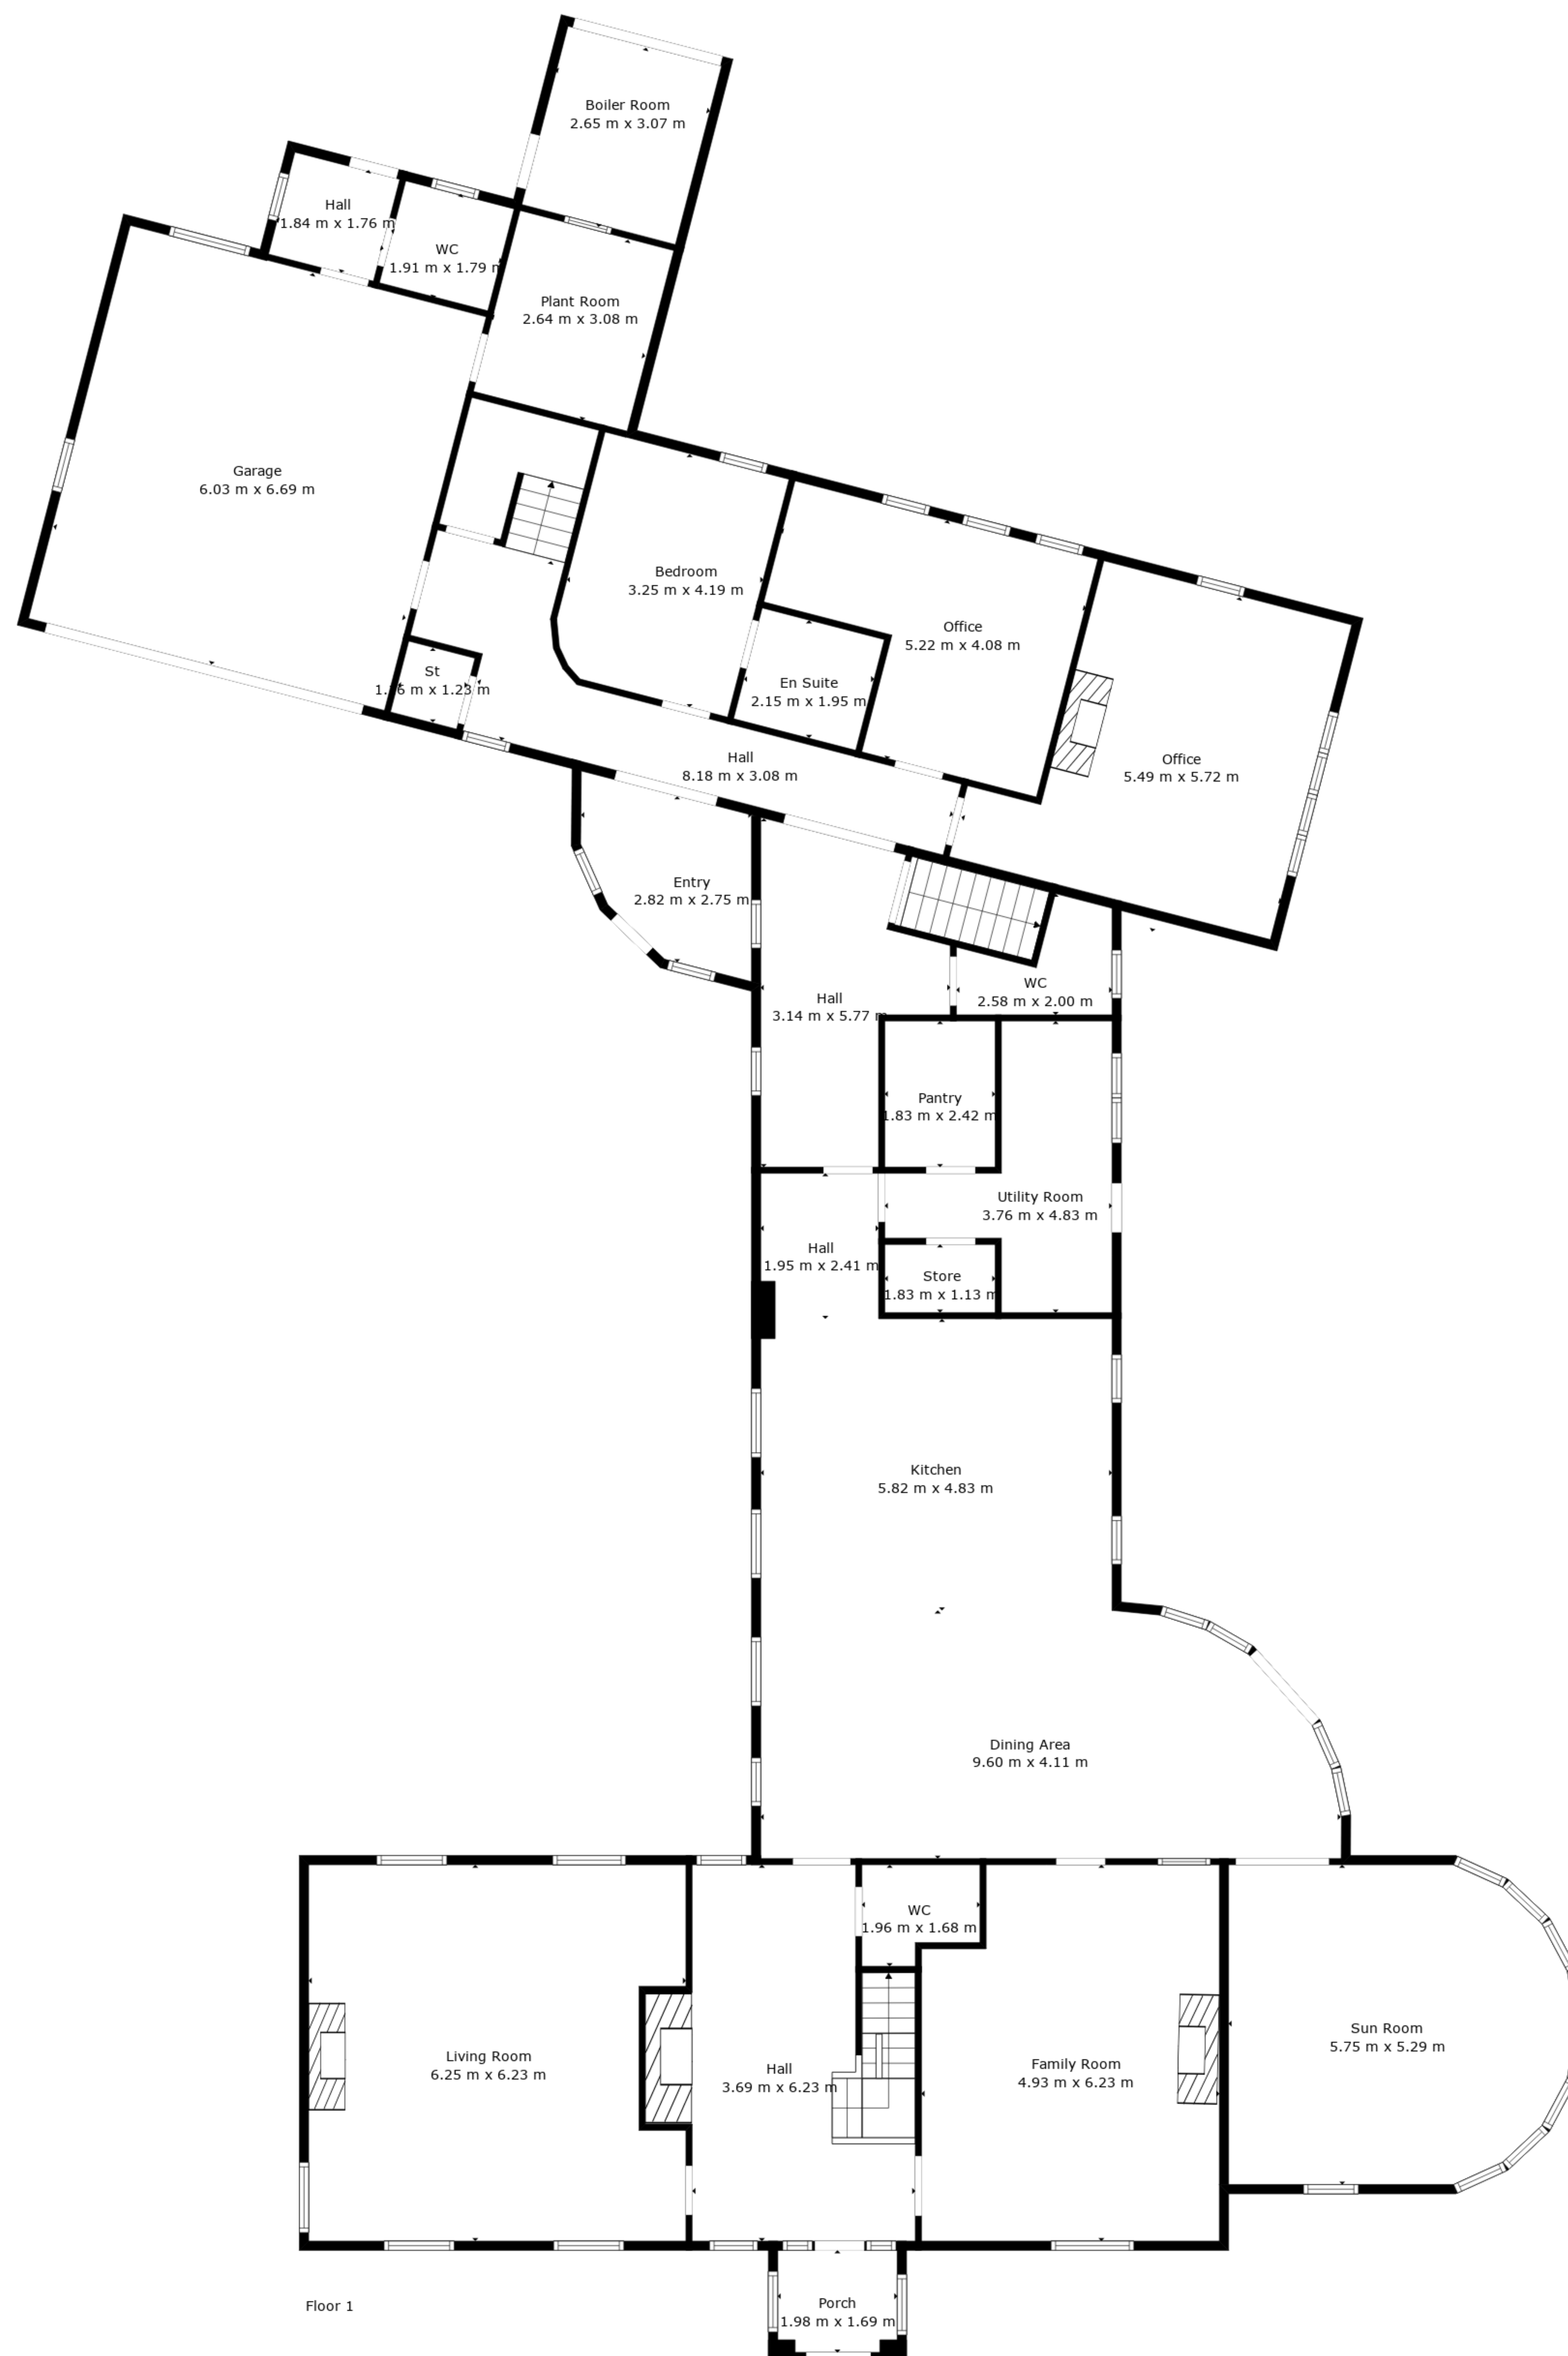 Boiler Room
2.65 m x 3.07 m
Hall
1.84 m x 1.76 m
WC
1.91 m x 1.79 m
Plant Room
2.64 m x 3.08 m
Garage
6.03 m x 6.69 m
Bedroom
3.25 m x 4.19 m
Office
5.22 m x 4.08 m
St
m x 1.23 m
En Suite
2.15 m x 1.95 m
Hall
8.18 m x 3.08 m
Office
5.49 m x 5.72 m
Entry
2.82 m x 2.75 m
WC
2.58 m x 2.00 m
Hall
3.14 m x 5.77 m
Pantry
1.83 m x 2.42 m
Utility Room
3.76 m x 4.83 m
Hall
1.95 m x 2.41 m
Store
1.83 m x 1.13 m
Kitchen
5.82 m x 4.83 m
Dining Area
9.60 m x 4.11 m
WC
1.96 m x 1.68 m
Living Room
6.25 m x 6.23 m
Hall
3.69 m x 6.23 m
Family Room
4.93 m x 6.23 m
Sun Room
5.75 m x 5.29 m
Porch
1.98 m x 1.69 m
Floor 1